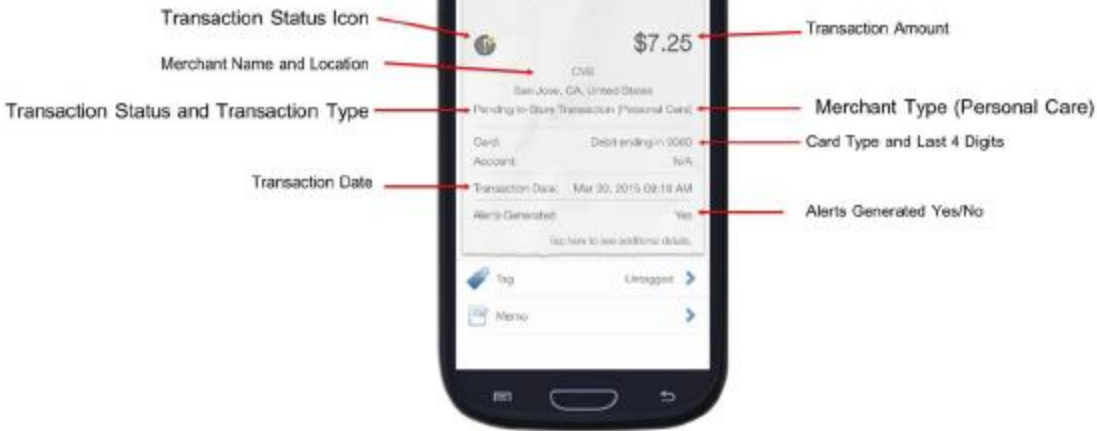 Transaction Status Icon
Transaction Amount
$7.25
Merchant Name and Location
CVS
San Jose, CA, United States
Transaction Status and Transaction Type
Pending In-Store Transaction (Personal Care)
Merchant Type (Personal Care)
Card: Debit ending in
Card Type and Last 4 Digits
Account: N/A
Transaction Date
Transaction Date: Mar 30, 2015 09:18 AM
Alerts Generated: Yes
Alerts Generated Yes/No
Tap here to see additional details.
Tag Untagged
Memo